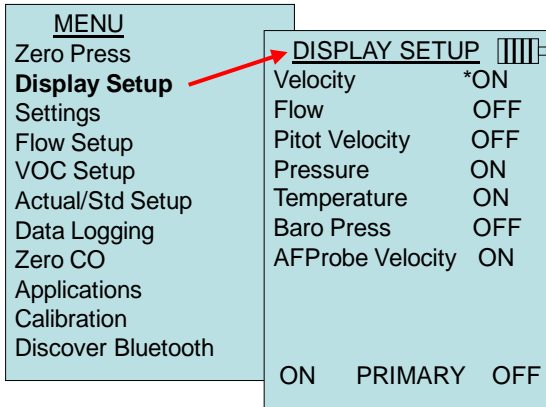 MENU
Zero Press
Display Setup
Settings
Flow Setup
VOC Setup
Actual/Std Setup
Data Logging
Zero CO
Applications
Calibration
Discover Bluetooth
DISPLAY SETUP
Velocity *ON
Flow OFF
Pitot Velocity OFF
Pressure ON
Temperature ON
Baro Press OFF
AFProbe Velocity ON
ON PRIMARY OFF